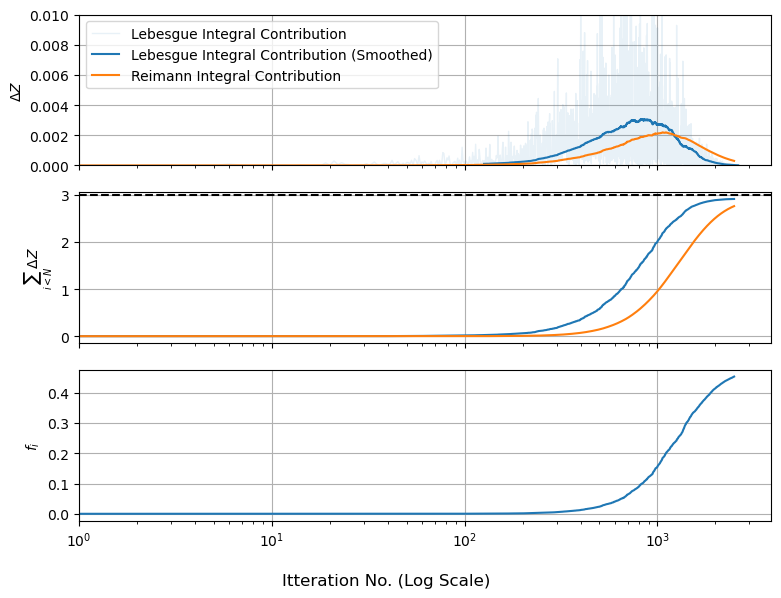 0.010
Lebesgue Integral Contribution
0.008
Lebesgue Integral Contribution (Smoothed)
Reimann Integral Contribution
0.006
ΔZ
0.004
0.002
0.000
3
2
∑ ΔZ
i<N
1
0
0.4
0.3
f_i
0.2
0.1
0.0
10⁰
10¹
10²
10³
Itteration No. (Log Scale)